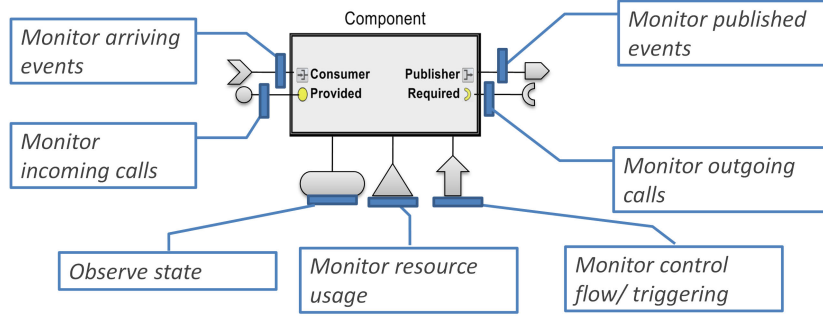 Component
Monitor arriving
events
Monitor published
events
Consumer
Publisher
Provided
Required
Monitor
incoming calls
Monitor outgoing
calls
Observe state
Monitor resource
usage
Monitor control
flow/ triggering